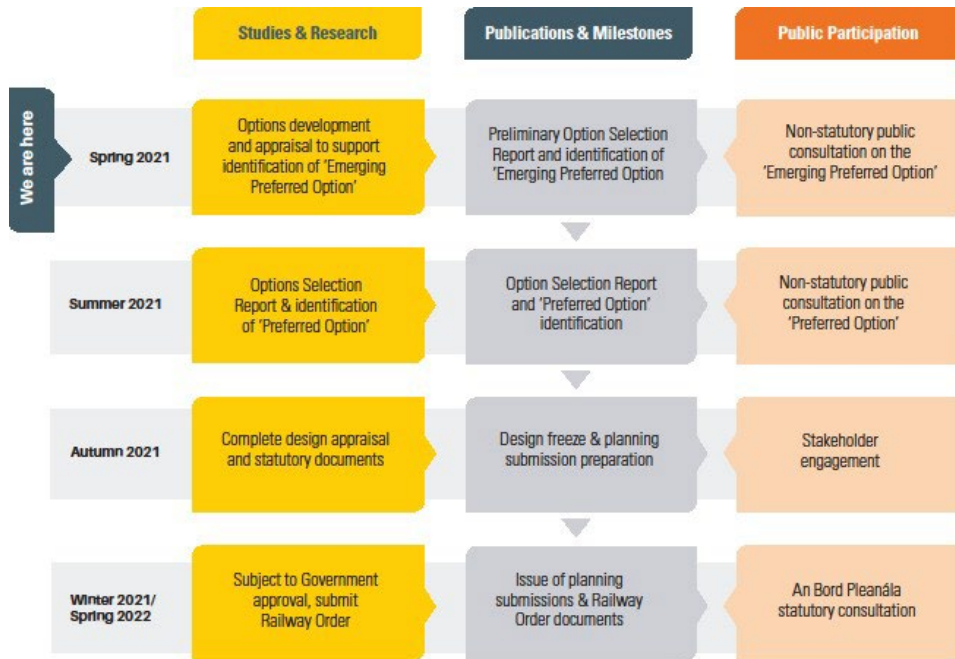 Studies & Research
Publications & Milestones
Public Participation
We are here
Spring 2021
Options development
and appraisal to support
identification of 'Emerging
Preferred Option'
Preliminary Option Selection
Report and identification of
'Emerging Preferred Option
Non-statutory public
consultation on the
'Emerging Preferred Option'
Summer 2021
Options Selection
Report & identification
of 'Preferred Option'
Option Selection Report
and 'Preferred Option'
identification
Non-statutory public
consultation on the
'Preferred Option'
Autumn 2021
Complete design appraisal
and statutory documents
Design freeze & planning
submission preparation
Stakeholder
engagement
Winter 2021/
Spring 2022
Subject to Government
approval, submit
Railway Order
Issue of planning
submissions & Railway
Order documents
An Bord Pleanála
statutory consultation